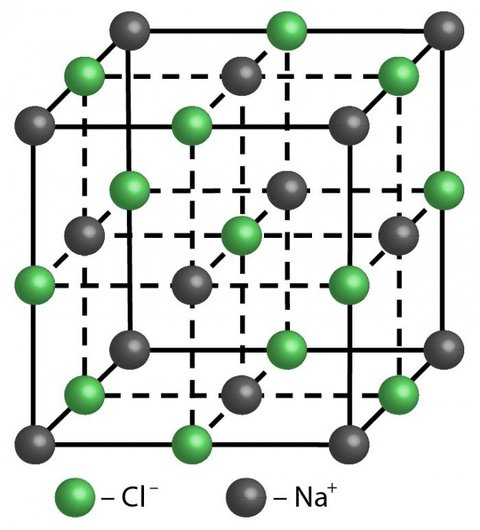 – Cl⁻ – Na⁺